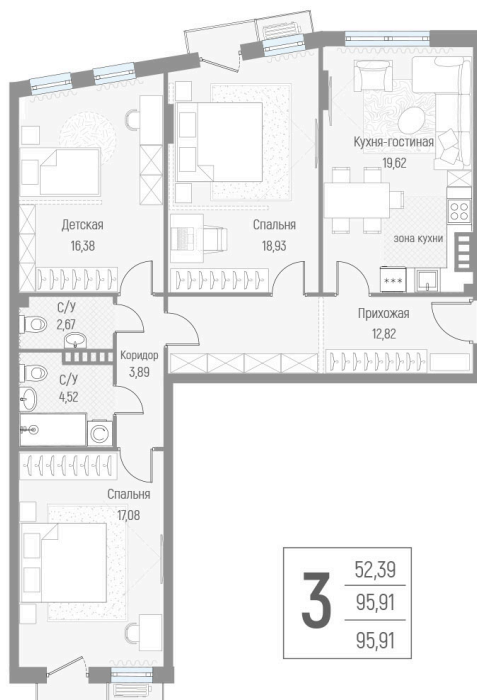 Кухня-гостиная
19,62
Детская
16,38
Спальня
18,93
зона кухни
***
С/У
2,67
Прихожая
12,82
Коридор
3,89
С/У
4,52
Спальня
17,08
3
52,39
95,91
95,91